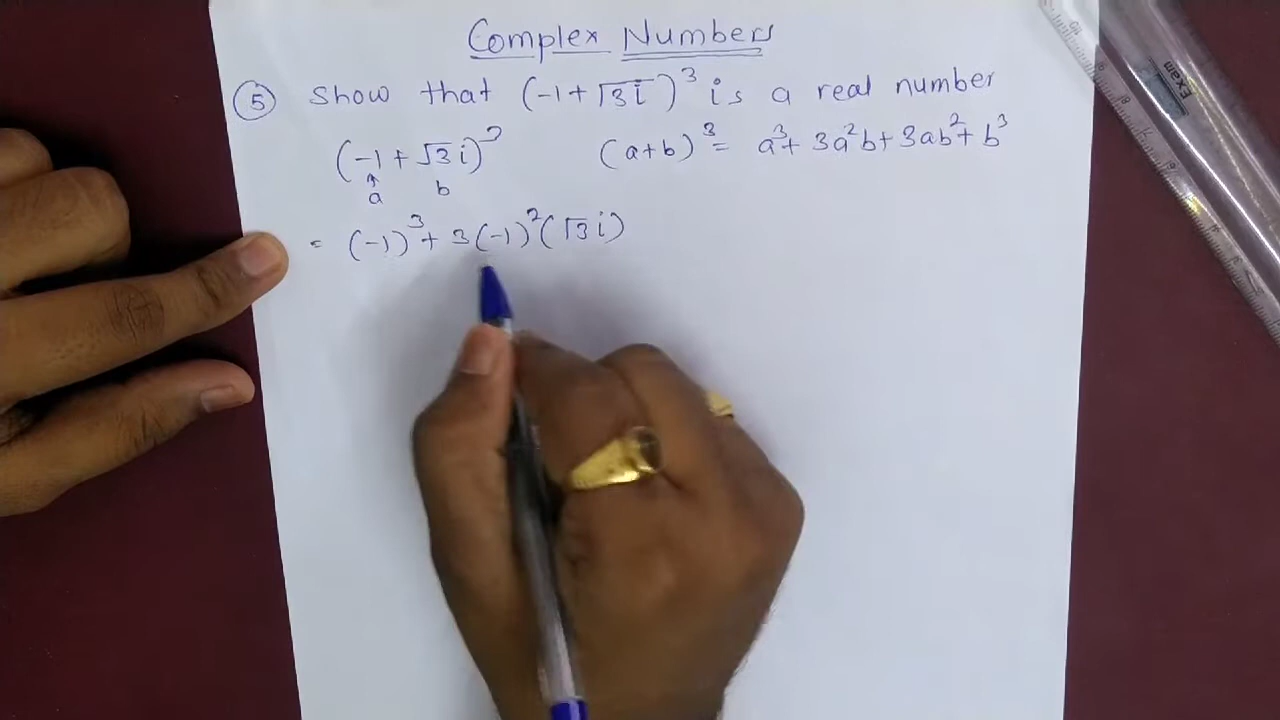 Complex Numbers
5 Show that (-1+√3i)³ is a real number
(-1+√3i)³ (a+b)³= a³+3a²b+3ab²+b³
a b
= (-1)³+3(-1)²(√3i)
Exam